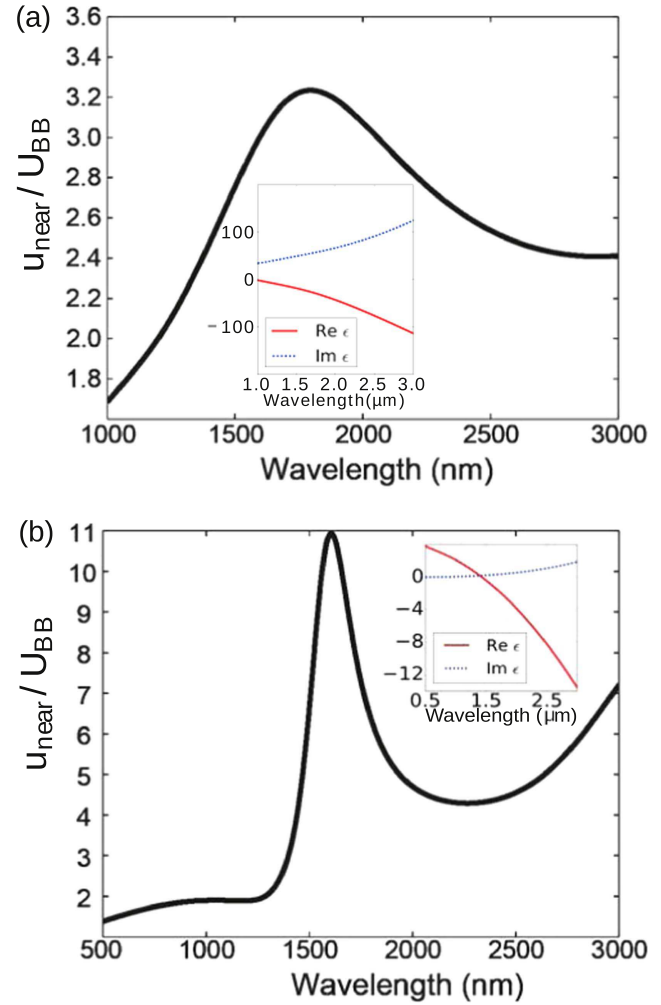 (a)
3.6
3.4
3.2
3.0
2.8
2.6
2.4
2.2
2.0
1.8
u_near / U_BB
100
0
−100
Re ϵ
Im ϵ
1.0 1.5 2.0 2.5 3.0
Wavelength(µm)
1000 1500 2000 2500 3000
Wavelength (nm)
(b)
11
10
9
8
7
6
5
4
3
2
u_near / U_BB
0
−4
−8
−12
Re ϵ
Im ϵ
0.5 1.5 2.5
Wavelength (µm)
500 1000 1500 2000 2500 3000
Wavelength (nm)